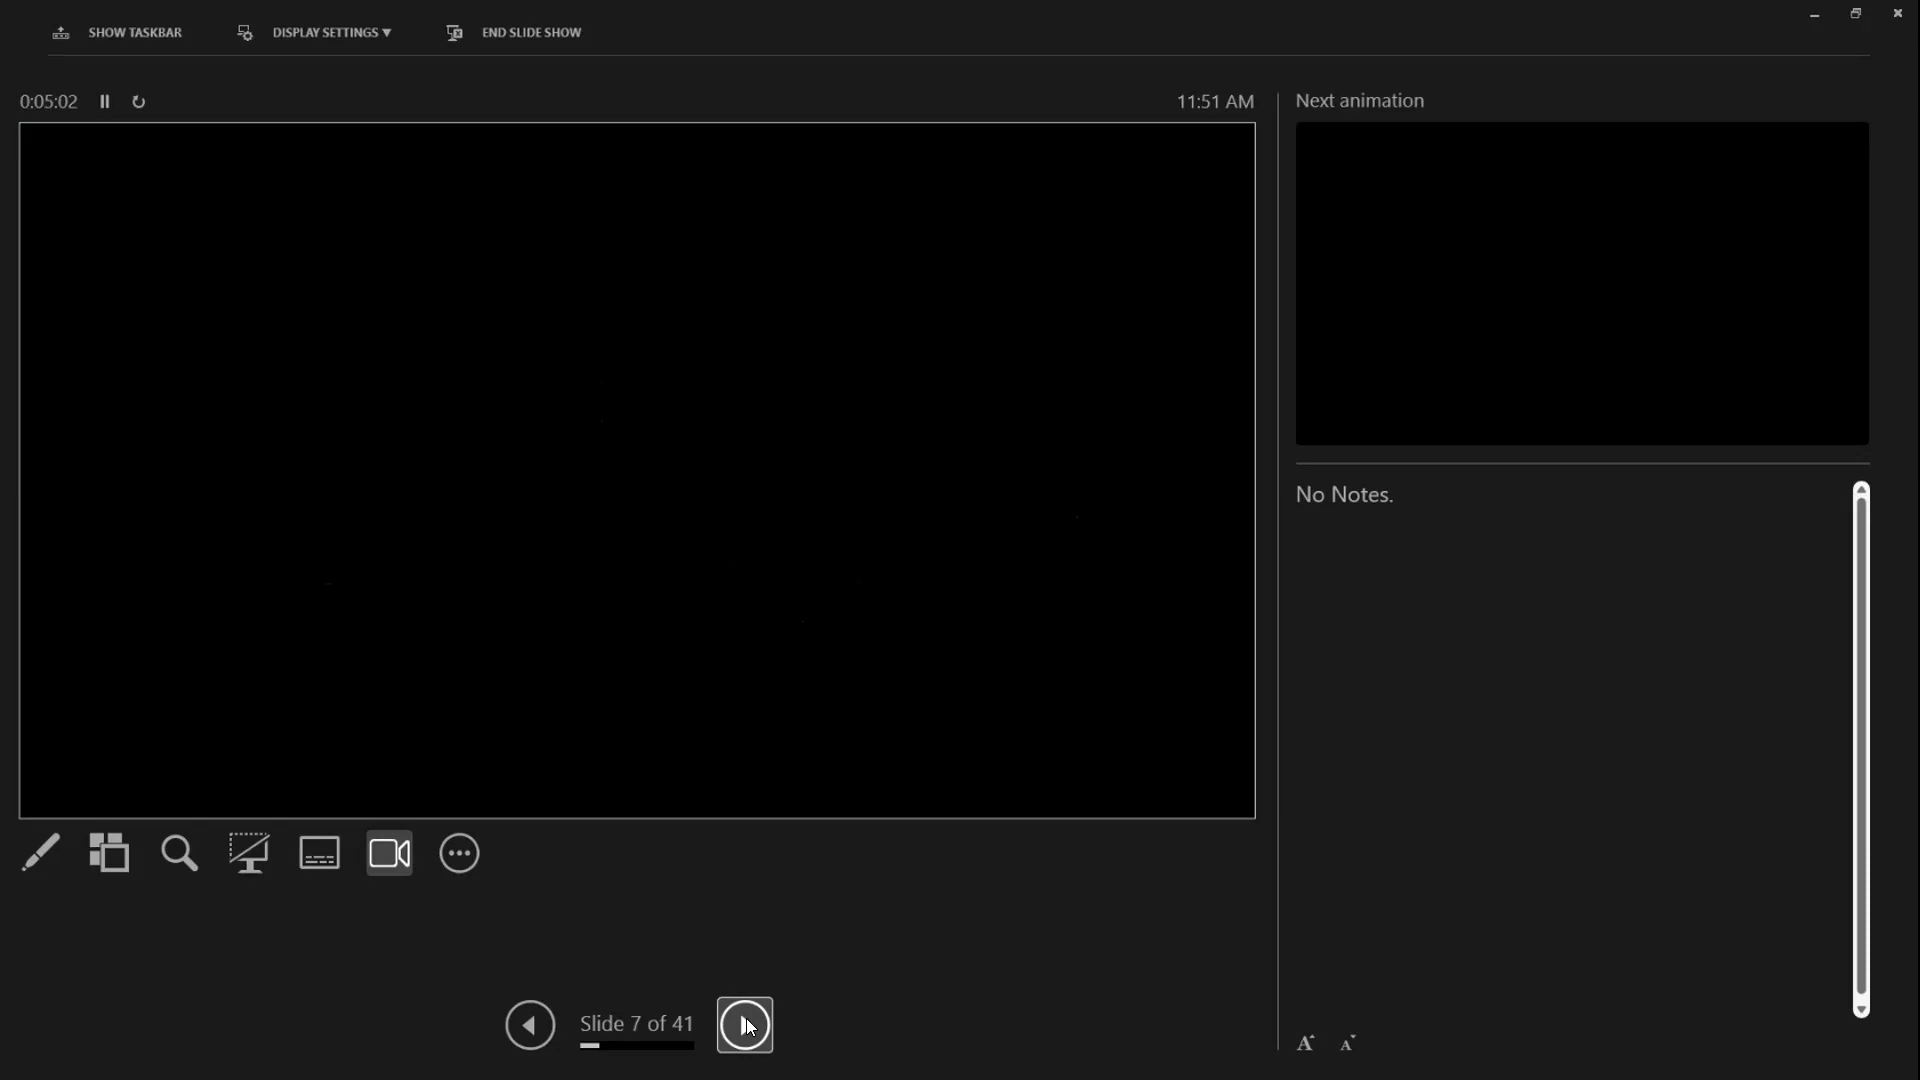 SHOW TASKBAR
DISPLAY SETTINGS ▼
END SLIDE SHOW
0:05:02
11:51 AM
Next animation
No Notes.
Slide 7 of 41
A A